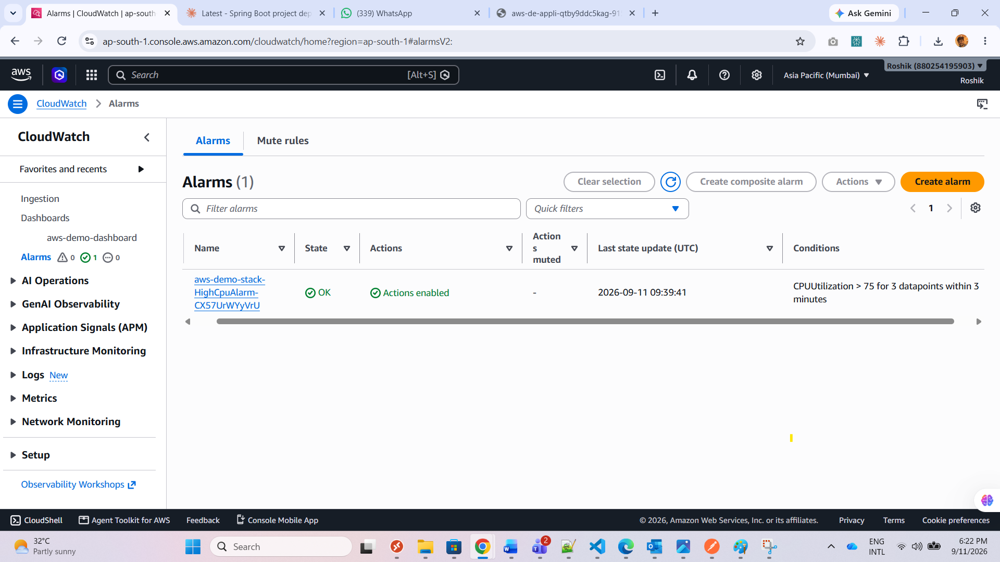 Alarms | CloudWatch | ap-south
Latest - Spring Boot project dep
(339) WhatsApp
aws-de-appli-qtby9ddc5kag-91
Ask Gemini
ap-south-1.console.aws.amazon.com/cloudwatch/home?region=ap-south-1#alarmsV2:
aws
Search
[Alt+S]
Asia Pacific (Mumbai)
Roshik (880254195903)
Roshik
CloudWatch
Alarms
CloudWatch
Favorites and recents
Ingestion
Dashboards
aws-demo-dashboard
Alarms 0 1 0
AI Operations
GenAI Observability
Application Signals (APM)
Infrastructure Monitoring
Logs New
Metrics
Network Monitoring
Setup
Observability Workshops
Alarms
Mute rules
Alarms (1)
Clear selection
Create composite alarm
Actions
Create alarm
Filter alarms
Quick filters
1
Name
State
Actions
Action
s
muted
Last state update (UTC)
Conditions
aws-demo-stack-
HighCpuAlarm-
CX57UrWYyVrU
OK
Actions enabled
-
2026-09-11 09:39:41
CPUUtilization > 75 for 3 datapoints within 3
minutes
CloudShell
Agent Toolkit for AWS
Feedback
Console Mobile App
© 2026, Amazon Web Services, Inc. or its affiliates.
Privacy
Terms
Cookie preferences
32°C
Partly sunny
Search
2
ENG
INTL
6:22 PM
9/11/2026